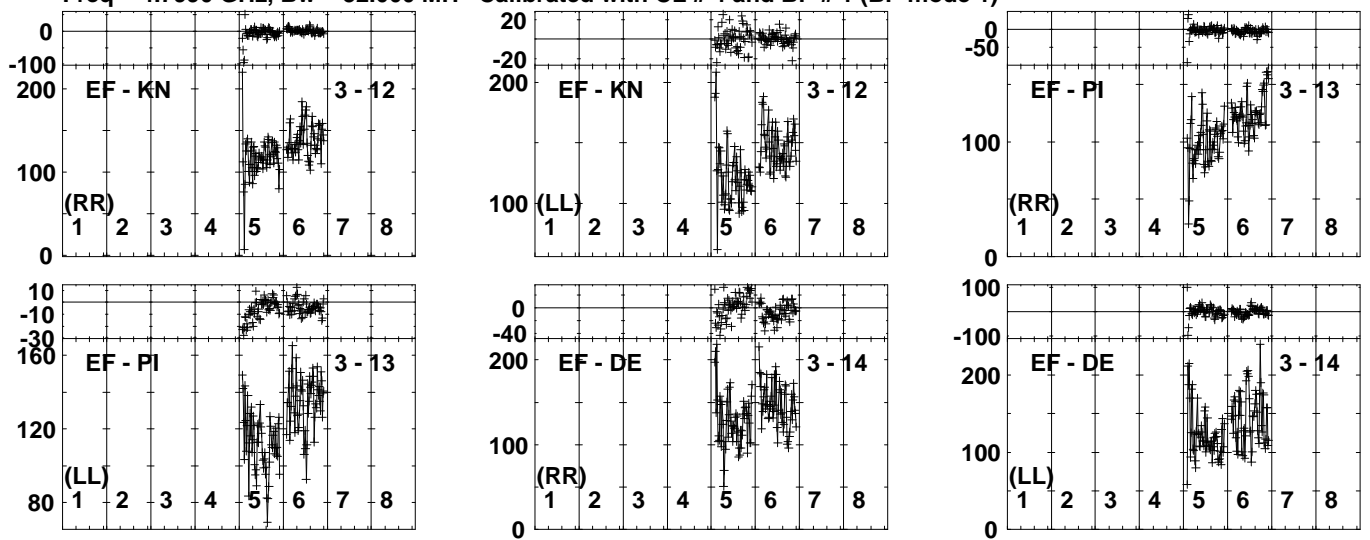 Freq = GHz, Bw = 32.000 MH Calibrated with CL # and BP # (BP mode
0
-100
200
100
0
EF - KN
3 - 12
(RR)
1 2 3 4 5 6 7 8
20
-20
200
100
EF - KN
3 - 12
(LL)
1 2 3 4 5 6 7 8
0
-50
100
0
EF - PI
3 - 13
(RR)
1 2 3 4 5 6 7 8
10
-10
-30
160
120
80
EF - PI
3 - 13
(LL)
1 2 3 4 5 6 7 8
0
-40
200
100
0
EF - DE
3 - 14
(RR)
1 2 3 4 5 6 7 8
100
-100
200
100
0
EF - DE
3 - 14
(LL)
1 2 3 4 5 6 7 8